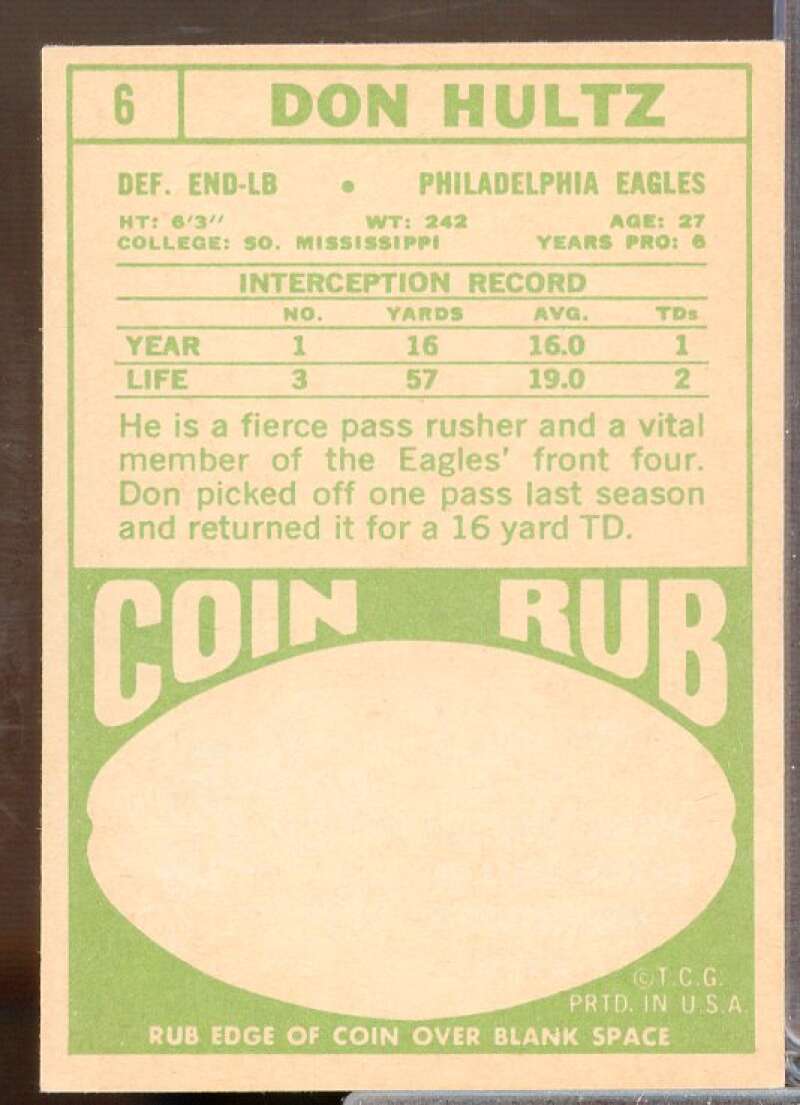 6 DON HULTZ
DEF. END-LB • PHILADELPHIA EAGLES
HT: 6'3" WT: 242 AGE: 27
COLLEGE: SO. MISSISSIPPI YEARS PRO: 6
INTERCEPTION RECORD
NO. YARDS AVG. TDs
YEAR 1 16 16.0 1
LIFE 3 57 19.0 2
He is a fierce pass rusher and a vital
member of the Eagles' front four.
Don picked off one pass last season
and returned it for a 16 yard TD.
COIN RUB
©T.C.G.
PRTD. IN U.S.A.
RUB EDGE OF COIN OVER BLANK SPACE